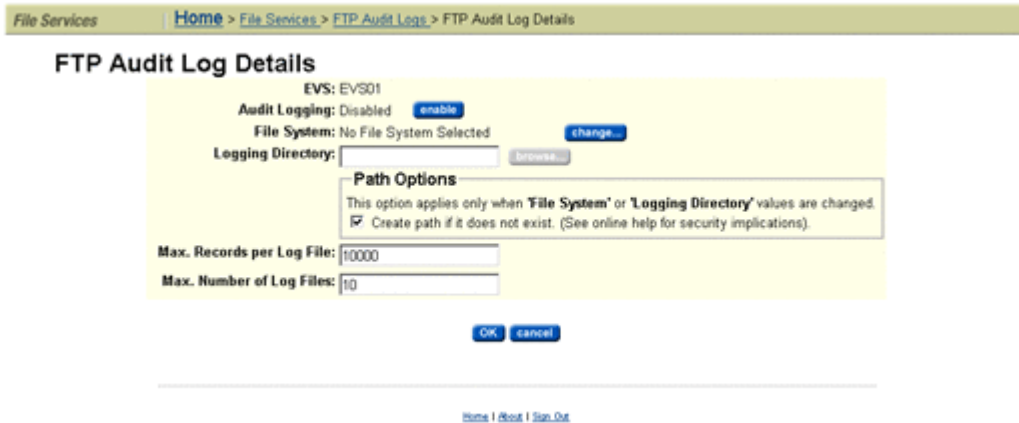 File Services | Home > File Services > FTP Audit Logs > FTP Audit Log Details
FTP Audit Log Details
EVS: EVS01
Audit Logging: Disabled enable
File System: No File System Selected change...
Logging Directory: browse...
Path Options
This option applies only when 'File System' or 'Logging Directory' values are changed.
Create path if it does not exist. (See online help for security implications).
Max. Records per Log File: 10000
Max. Number of Log Files: 10
OK cancel
Home | About | Sign Out